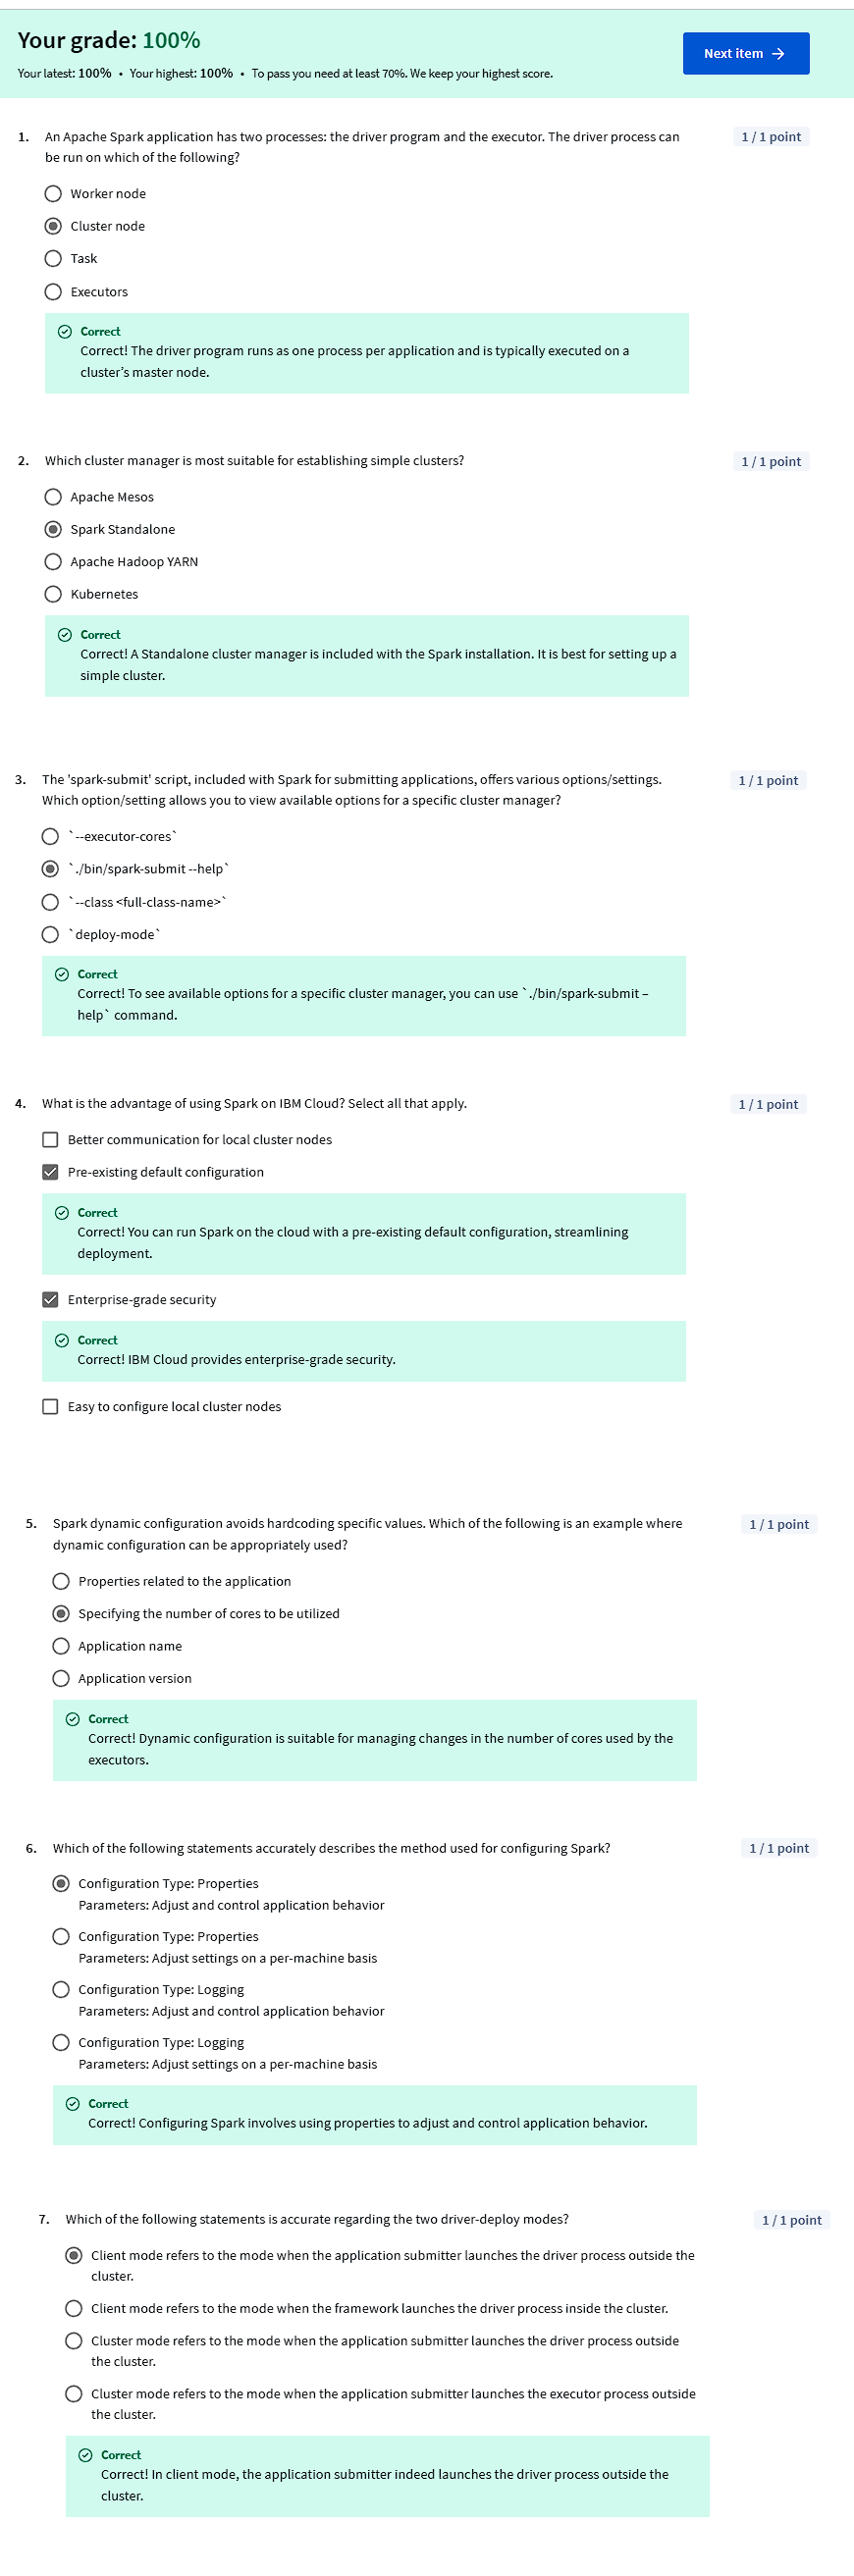 Your grade: 100%
Your latest: 100% • Your highest: 100% • To pass you need at least 70%. We keep your highest score.
Next item →
1. An Apache Spark application has two processes: the driver program and the executor. The driver process can
be run on which of the following?
1 / 1 point
Worker node
Cluster node
Task
Executors
Correct
Correct! The driver program runs as one process per application and is typically executed on a
cluster's master node.
2. Which cluster manager is most suitable for establishing simple clusters?
1 / 1 point
Apache Mesos
Spark Standalone
Apache Hadoop YARN
Kubernetes
Correct
Correct! A Standalone cluster manager is included with the Spark installation. It is best for setting up a
simple cluster.
3. The 'spark-submit' script, included with Spark for submitting applications, offers various options/settings.
Which option/setting allows you to view available options for a specific cluster manager?
1 / 1 point
`--executor-cores`
`./bin/spark-submit --help`
`--class <full-class-name>`
`deploy-mode`
Correct
Correct! To see available options for a specific cluster manager, you can use `./bin/spark-submit –
help` command.
4. What is the advantage of using Spark on IBM Cloud? Select all that apply.
1 / 1 point
Better communication for local cluster nodes
Pre-existing default configuration
Correct
Correct! You can run Spark on the cloud with a pre-existing default configuration, streamlining
deployment.
Enterprise-grade security
Correct
Correct! IBM Cloud provides enterprise-grade security.
Easy to configure local cluster nodes
5. Spark dynamic configuration avoids hardcoding specific values. Which of the following is an example where
dynamic configuration can be appropriately used?
1 / 1 point
Properties related to the application
Specifying the number of cores to be utilized
Application name
Application version
Correct
Correct! Dynamic configuration is suitable for managing changes in the number of cores used by the
executors.
6. Which of the following statements accurately describes the method used for configuring Spark?
1 / 1 point
Configuration Type: Properties
Parameters: Adjust and control application behavior
Configuration Type: Properties
Parameters: Adjust settings on a per-machine basis
Configuration Type: Logging
Parameters: Adjust and control application behavior
Configuration Type: Logging
Parameters: Adjust settings on a per-machine basis
Correct
Correct! Configuring Spark involves using properties to adjust and control application behavior.
7. Which of the following statements is accurate regarding the two driver-deploy modes?
1 / 1 point
Client mode refers to the mode when the application submitter launches the driver process outside the
cluster.
Client mode refers to the mode when the framework launches the driver process inside the cluster.
Cluster mode refers to the mode when the application submitter launches the driver process outside
the cluster.
Cluster mode refers to the mode when the application submitter launches the executor process outside
the cluster.
Correct
Correct! In client mode, the application submitter indeed launches the driver process outside the
cluster.